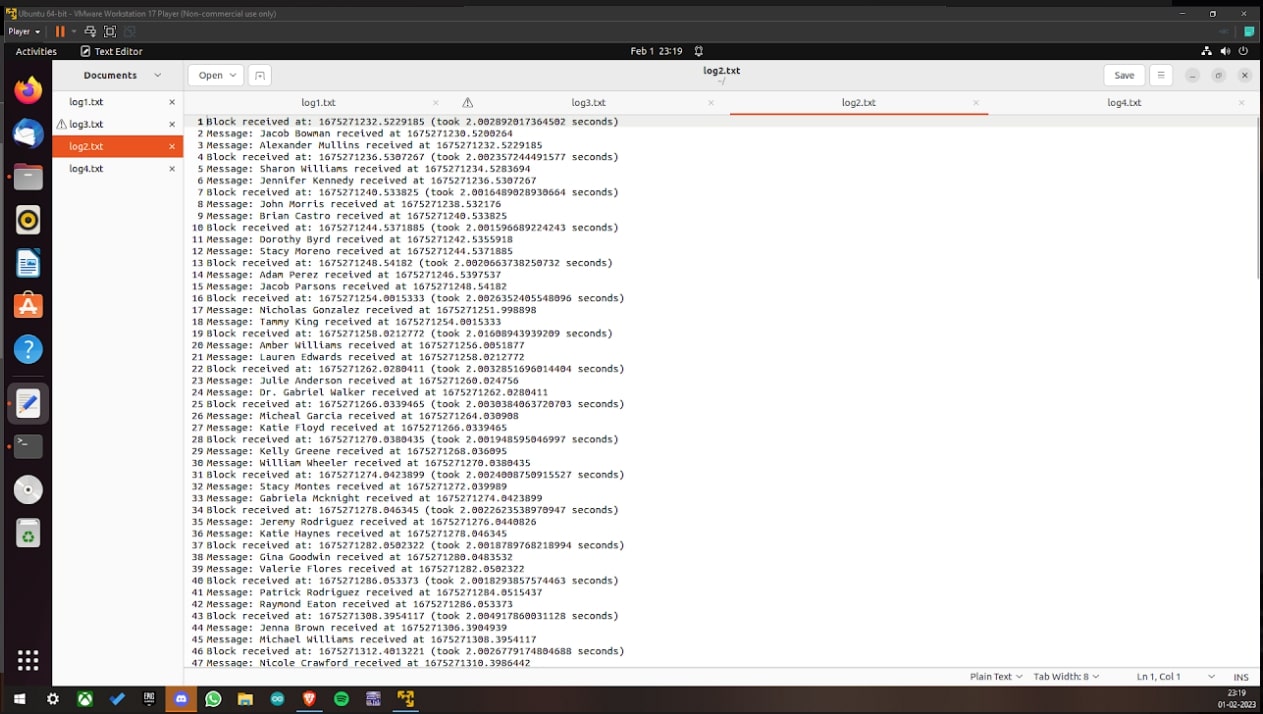 Ubuntu 64-bit - VMware Workstation 17 Player (Non-commercial use only)
Player
Activities
Text Editor
Feb 1 23:19
Documents
Open
log2.txt
~/
Save
log1.txt
log3.txt
log2.txt
log4.txt
log1.txt
log3.txt
log2.txt
log4.txt
1 Block received at: 1675271232.5229185 (took 2.002892017364502 seconds)
2 Message: Jacob Bowman received at 1675271230.5200264
3 Message: Alexander Mullins received at 1675271232.5229185
4 Block received at: 1675271236.5307267 (took 2.002357244491577 seconds)
5 Message: Sharon Williams received at 1675271234.5283694
6 Message: Jennifer Kennedy received at 1675271236.5307267
7 Block received at: 1675271240.533825 (took 2.0016489028930664 seconds)
8 Message: John Morris received at 1675271238.532176
9 Message: Brian Castro received at 1675271240.533825
10 Block received at: 1675271244.5371885 (took 2.001596689224243 seconds)
11 Message: Dorothy Byrd received at 1675271242.5355918
12 Message: Stacy Moreno received at 1675271244.5371885
13 Block received at: 1675271248.54182 (took 2.0020663738250732 seconds)
14 Message: Adam Perez received at 1675271246.5397537
15 Message: Jacob Parsons received at 1675271248.54182
16 Block received at: 1675271254.0015333 (took 2.0026352405548096 seconds)
17 Message: Nicholas Gonzalez received at 1675271251.998898
18 Message: Tammy King received at 1675271254.0015333
19 Block received at: 1675271258.0212772 (took 2.01608943939209 seconds)
20 Message: Amber Williams received at 1675271256.0051877
21 Message: Lauren Edwards received at 1675271258.0212772
22 Block received at: 1675271262.0280411 (took 2.0032851696014404 seconds)
23 Message: Julie Anderson received at 1675271260.024756
24 Message: Dr. Gabriel Walker received at 1675271262.0280411
25 Block received at: 1675271266.0339465 (took 2.0030384063720703 seconds)
26 Message: Micheal Garcia received at 1675271264.030908
27 Message: Katie Floyd received at 1675271266.0339465
28 Block received at: 1675271270.0380435 (took 2.001948595046997 seconds)
29 Message: Kelly Greene received at 1675271268.036095
30 Message: William Wheeler received at 1675271270.0380435
31 Block received at: 1675271274.0423899 (took 2.0024008750915527 seconds)
32 Message: Stacy Montes received at 1675271272.039989
33 Message: Gabriela Mcknight received at 1675271274.0423899
34 Block received at: 1675271278.046345 (took 2.0022623538970947 seconds)
35 Message: Jeremy Rodriguez received at 1675271276.0440826
36 Message: Katie Haynes received at 1675271278.046345
37 Block received at: 1675271282.0502322 (took 2.0018789768218994 seconds)
38 Message: Gina Goodwin received at 1675271280.0483532
39 Message: Valerie Flores received at 1675271282.0502322
40 Block received at: 1675271286.053373 (took 2.0018293857574463 seconds)
41 Message: Patrick Rodriguez received at 1675271284.0515437
42 Message: Raymond Eaton received at 1675271286.053373
43 Block received at: 1675271308.3954117 (took 2.004917860031128 seconds)
44 Message: Jenna Brown received at 1675271306.3904939
45 Message: Michael Williams received at 1675271308.3954117
46 Block received at: 1675271312.4013221 (took 2.0026779174804688 seconds)
47 Message: Nicole Crawford received at 1675271310.3986442
Plain Text
Tab Width: 8
Ln 1, Col 1
INS
23:19
01-02-2023